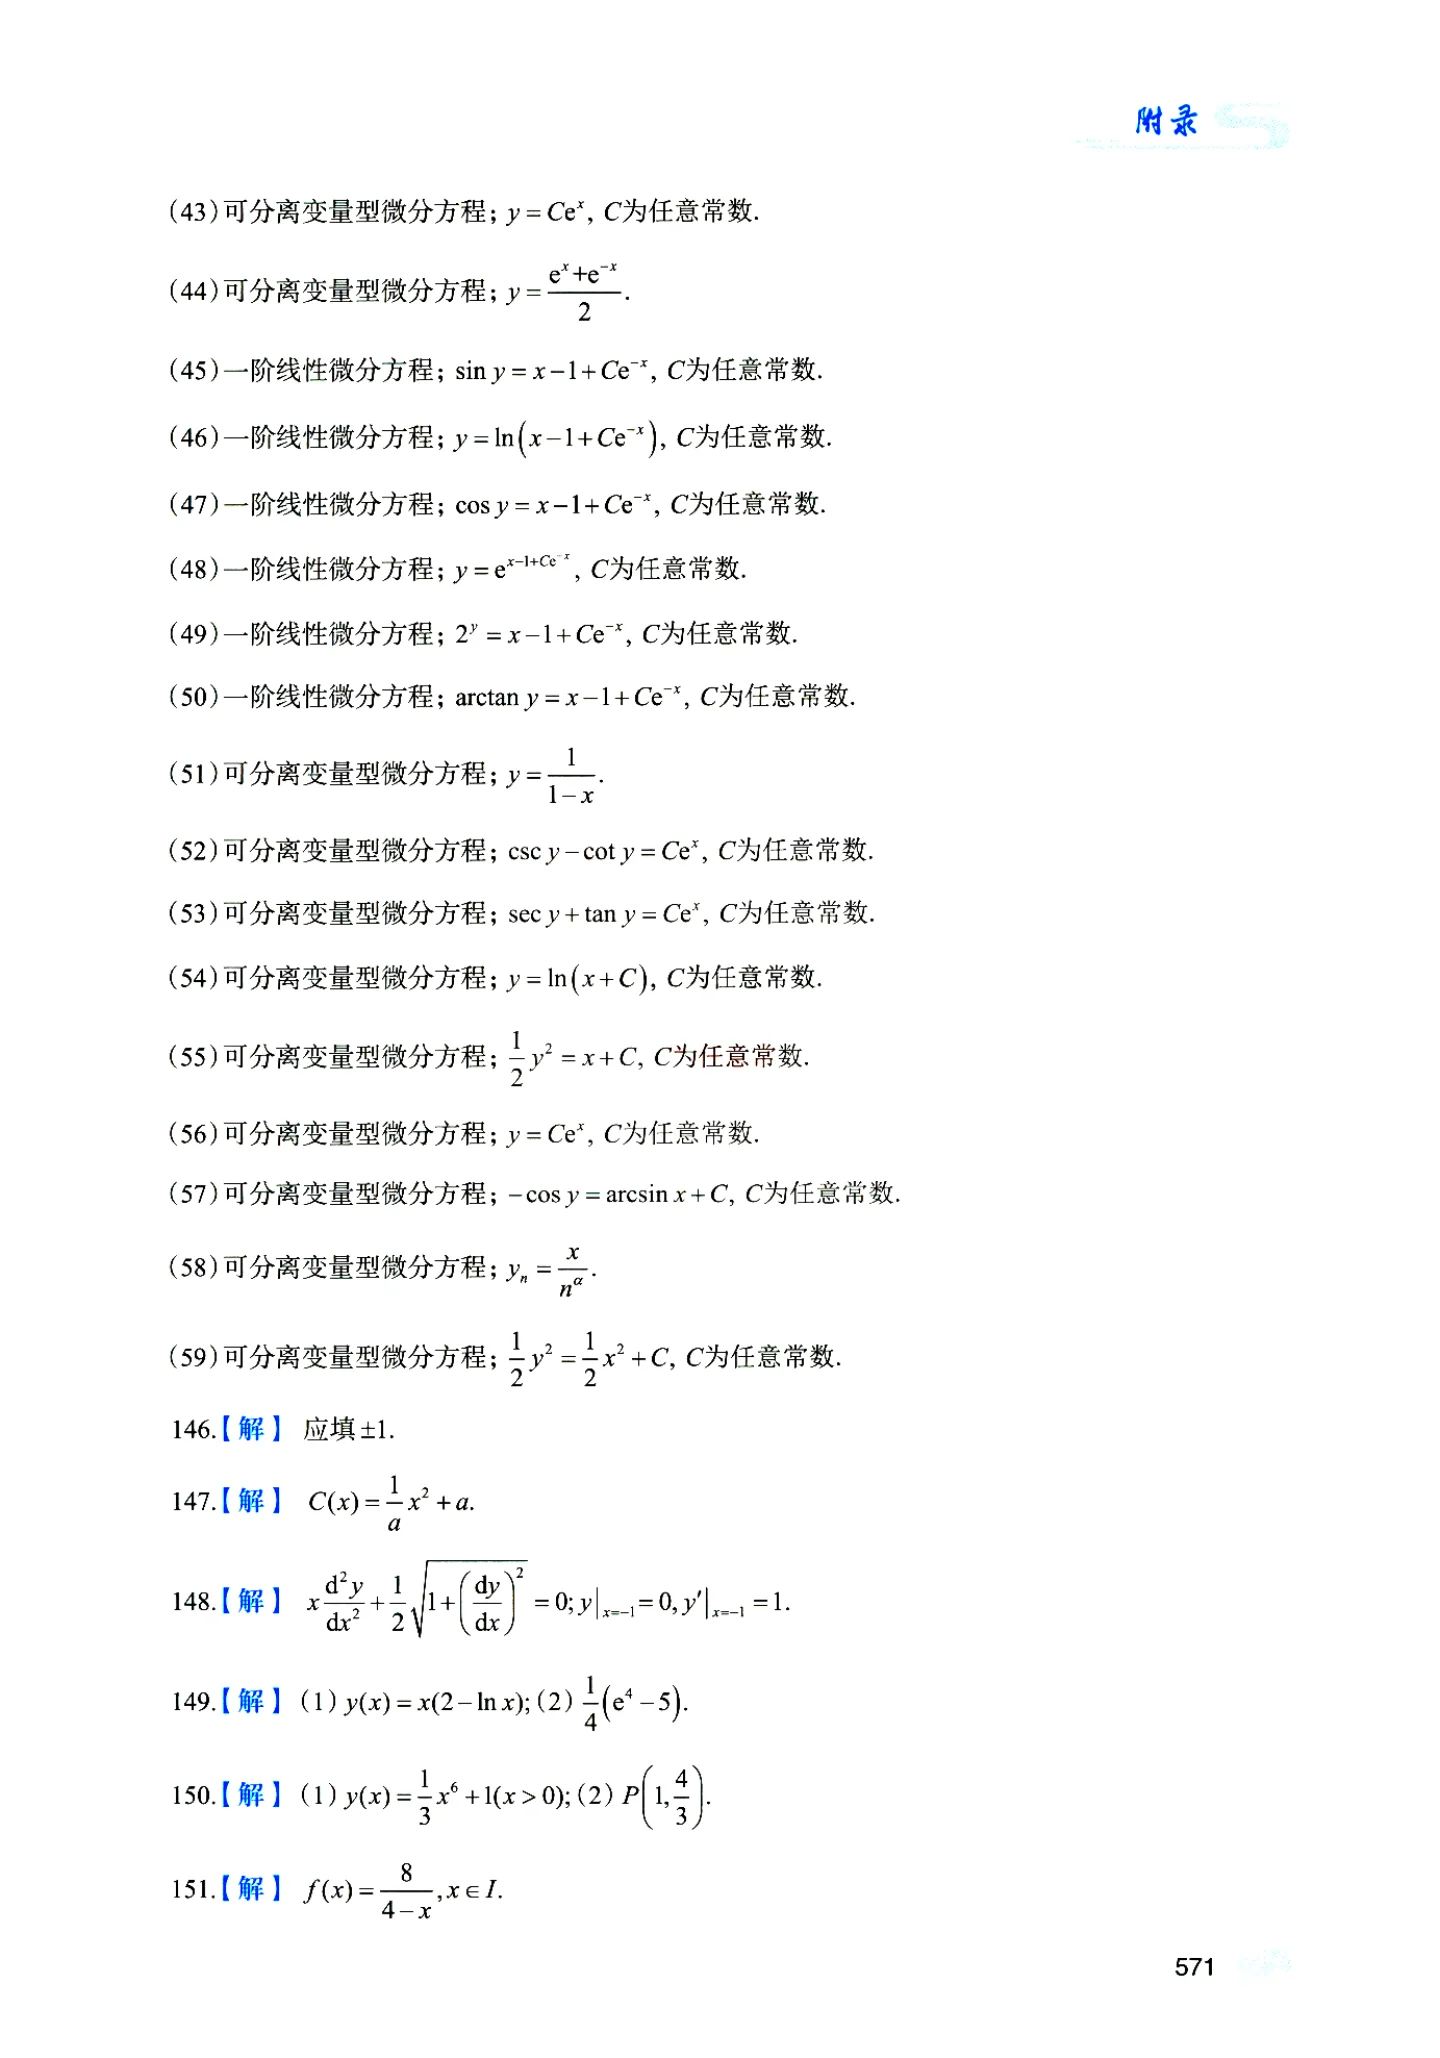 附录
(43)可分离变量型微分方程; $y=Ce^{x}$, C为任意常数.
(44)可分离变量型微分方程; $y=\frac{e^{x}+e^{-x}}{2}$.
(45)一阶线性微分方程; $\sin y=x-1+Ce^{-x}$, C为任意常数.
(46)一阶线性微分方程; $y=\ln\left(x-1+Ce^{-x}\right)$, C为任意常数.
(47)一阶线性微分方程; $\cos y=x-1+Ce^{-x}$, C为任意常数.
(48)一阶线性微分方程; $y=e^{x-1+Ce^{-x}}$, C为任意常数.
(49)一阶线性微分方程; $2^{y}=x-1+Ce^{-x}$, C为任意常数.
(50)一阶线性微分方程; $\arctan y=x-1+Ce^{-x}$, C为任意常数.
(51)可分离变量型微分方程; $y=\frac{1}{1-x}$.
(52)可分离变量型微分方程; $\csc y-\cot y=Ce^{x}$, C为任意常数.
(53)可分离变量型微分方程; $\sec y+\tan y=Ce^{x}$, C为任意常数.
(54)可分离变量型微分方程; $y=\ln(x+C)$, C为任意常数.
(55)可分离变量型微分方程; $\frac{1}{2}y^{2}=x+C$, C为任意常数.
(56)可分离变量型微分方程; $y=Ce^{x}$, C为任意常数.
(57)可分离变量型微分方程; $-\cos y=\arcsin x+C$, C为任意常数.
(58)可分离变量型微分方程; $y_{n}=\frac{x}{n^{\alpha}}$.
(59)可分离变量型微分方程; $\frac{1}{2}y^{2}=\frac{1}{2}x^{2}+C$, C为任意常数.
146.【解】 应填±1.
147.【解】 $C(x)=\frac{1}{a}x^{2}+a$.
148.【解】 $x\frac{d^{2}y}{dx^{2}}+\frac{1}{2}\sqrt{1+\left(\frac{dy}{dx}\right)^{2}}=0; y|_{x=-1}=0, y'|_{x=-1}=1$.
149.【解】(1) $y(x)=x(2-\ln x)$; (2) $\frac{1}{4}\left(e^{4}-5\right)$.
150.【解】(1) $y(x)=\frac{1}{3}x^{6}+1(x>0)$; (2) $P\left(1,\frac{4}{3}\right)$.
151.【解】 $f(x)=\frac{8}{4-x}, x\in I$.
571